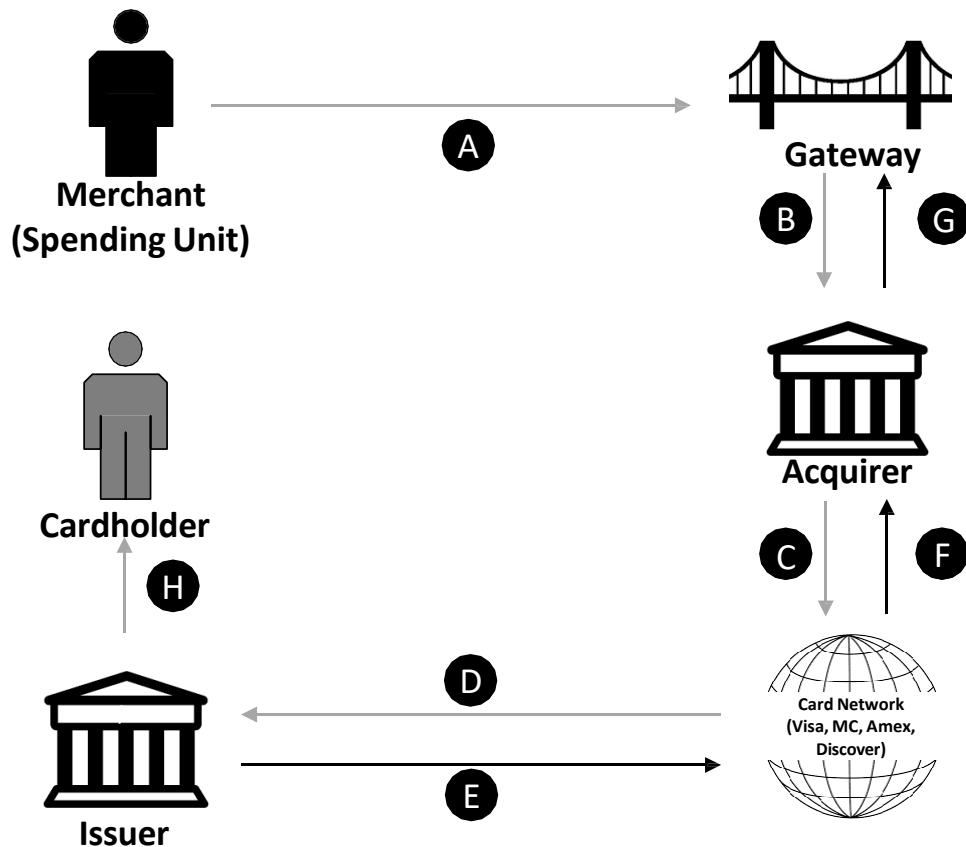 A
Gateway
Merchant
(Spending Unit)
B
G
Acquirer
Cardholder
C
F
H
D
Card Network
(Visa, MC, Amex,
Discover)
E
Issuer